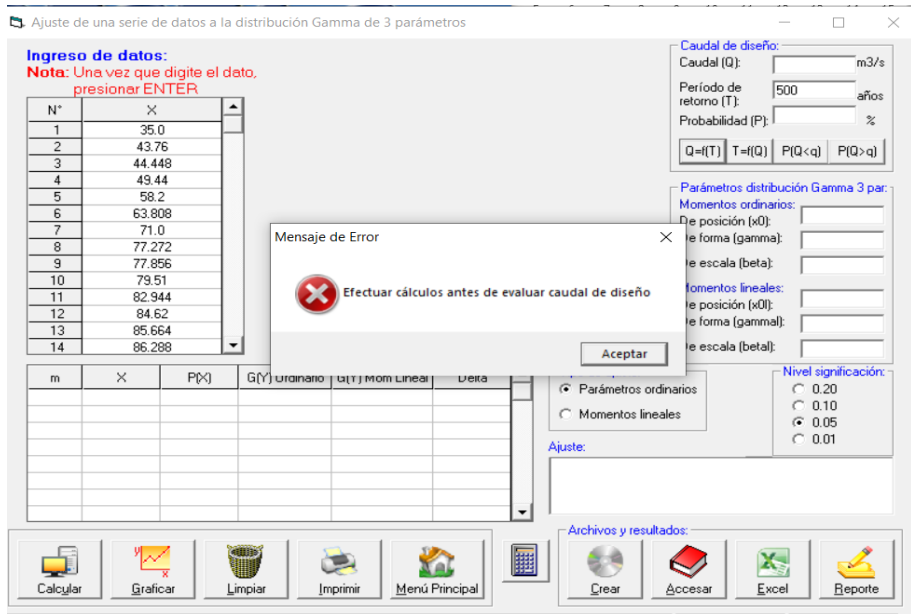 Ajuste de una serie de datos a la distribución Gamma de 3 parámetros
Ingreso de datos:
Nota: Una vez que digite el dato,
presionar ENTER
N° X
1 35.0
2 43.76
3 44.448
4 49.44
5 58.2
6 63.808
7 71.0
8 77.272
9 77.856
10 79.51
11 82.944
12 84.62
13 85.664
14 86.288
Caudal de diseño:
Caudal (Q): m3/s
Período de
retorno (T): 500 años
Probabilidad (P): %
Q=f(T) T=f(Q) P(Q<q) P(Q>q)
Parámetros distribución Gamma 3 par:
Momentos ordinarios:
De posición (x0):
e forma (gamma):
e escala (beta):
omentos lineales:
e posición (x0l):
e forma (gammal):
e escala (betal):
Mensaje de Error
Efectuar cálculos antes de evaluar caudal de diseño
Aceptar
m X P(X) G(Y) Ordinario G(Y) Mom Lineal Delta
Parámetros ordinarios
Momentos lineales
Nivel significación:
0.20
0.10
0.05
0.01
Ajuste:
Calcular Graficar Limpiar Imprimir Menú Principal
Archivos y resultados:
Crear Accesar Excel Reporte